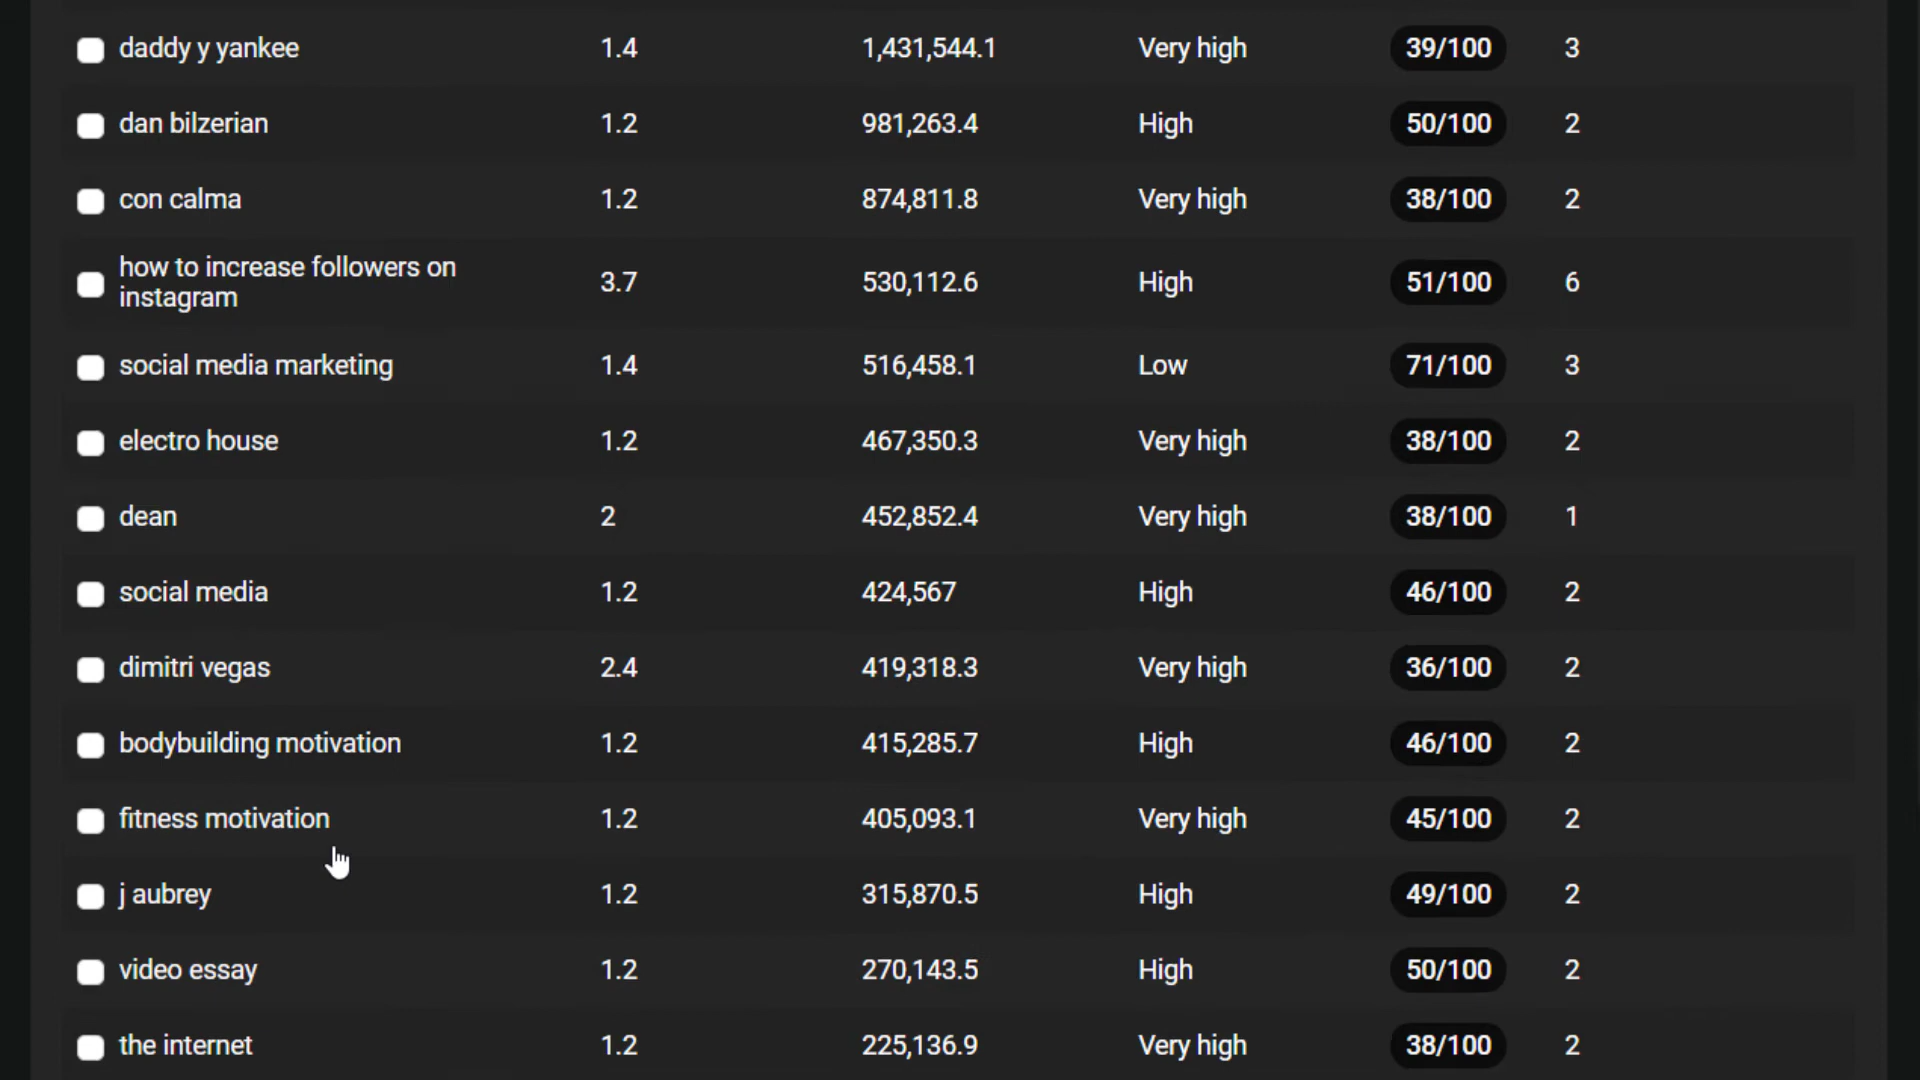 daddy y yankee 1.4 1,431,544.1 Very high 39/100 3
dan bilzerian 1.2 981,263.4 High 50/100 2
con calma 1.2 874,811.8 Very high 38/100 2
how to increase followers on
instagram 3.7 530,112.6 High 51/100 6
social media marketing 1.4 516,458.1 Low 71/100 3
electro house 1.2 467,350.3 Very high 38/100 2
dean 2 452,852.4 Very high 38/100 1
social media 1.2 424,567 High 46/100 2
dimitri vegas 2.4 419,318.3 Very high 36/100 2
bodybuilding motivation 1.2 415,285.7 High 46/100 2
fitness motivation 1.2 405,093.1 Very high 45/100 2
j aubrey 1.2 315,870.5 High 49/100 2
video essay 1.2 270,143.5 High 50/100 2
the internet 1.2 225,136.9 Very high 38/100 2